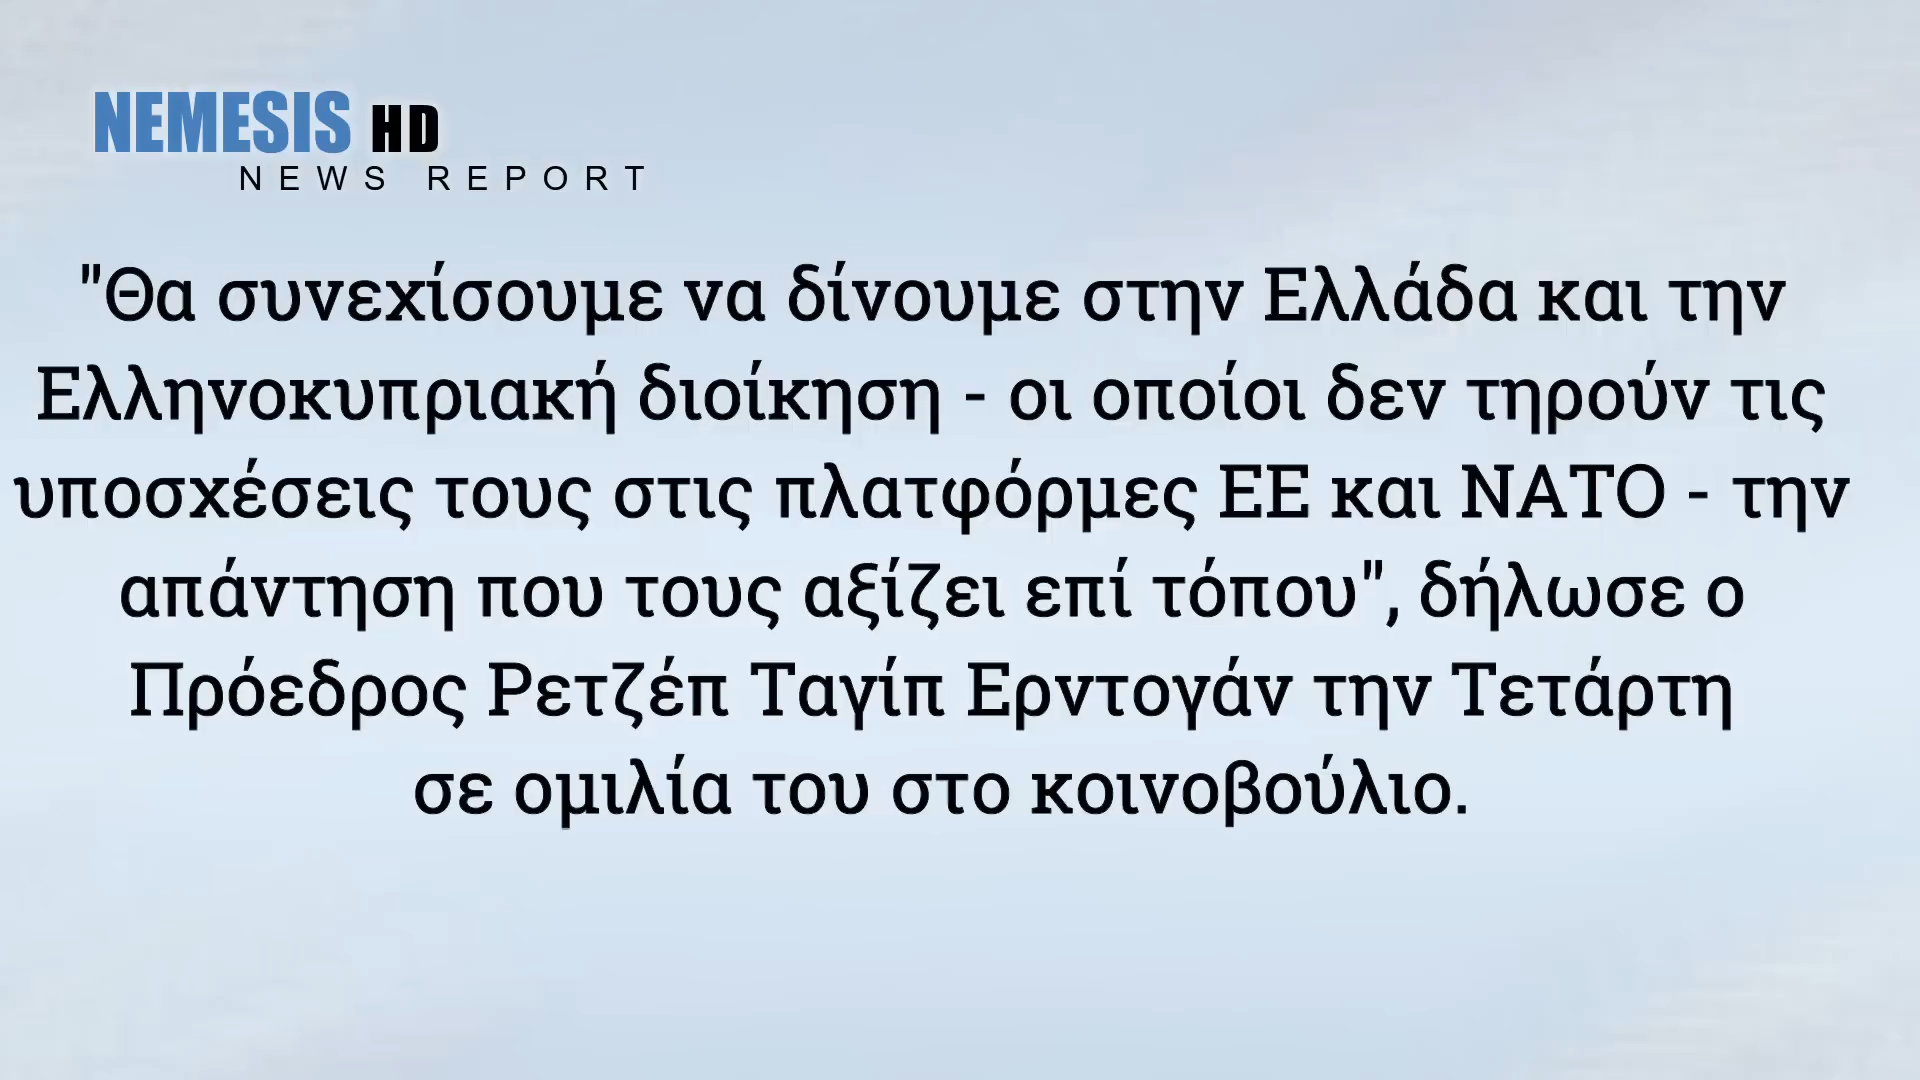 NEMESIS HD
NEWS REPORT
"Θα συνεχίσουμε να δίνουμε στην Ελλάδα και την
Ελληνοκυπριακή διοίκηση - οι οποίοι δεν τηρούν τις
υποσχέσεις τους στις πλατφόρμες ΕΕ και ΝΑΤΟ - την
απάντηση που τους αξίζει επί τόπου", δήλωσε ο
Πρόεδρος Ρετζέπ Ταγίπ Ερντογάν την Τετάρτη
σε ομιλία του στο κοινοβούλιο.